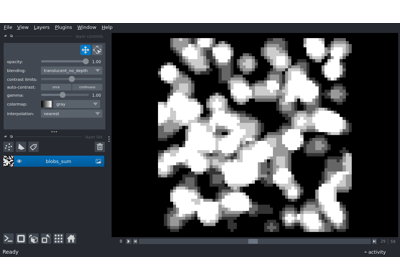 File View Layers Plugins Window Help
opacity: 1.00
blending: translucent_no_depth
contrast limits:
auto-contrast: once continuous
gamma: 1.00
colormap: gray
interpolation: nearest
blobs_sum
Ready
activity